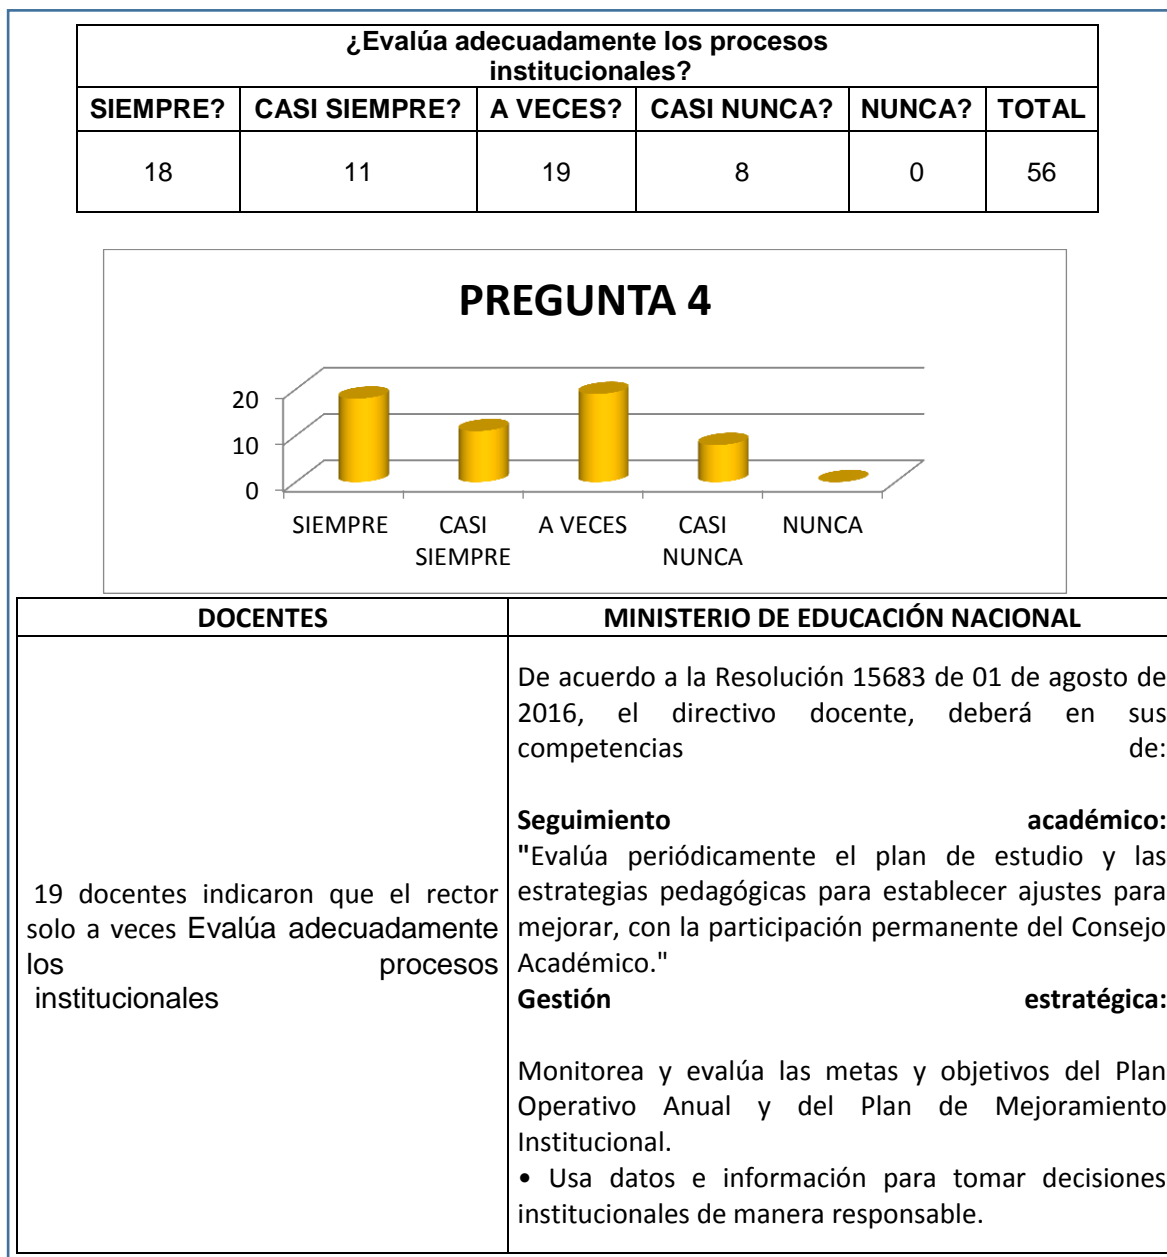 ¿Evalúa adecuadamente los procesos
institucionales?
SIEMPRE? CASI SIEMPRE? A VECES? CASI NUNCA? NUNCA? TOTAL
18 11 19 8 0 56
PREGUNTA 4
20
10
0
SIEMPRE CASI SIEMPRE A VECES CASI NUNCA NUNCA
DOCENTES MINISTERIO DE EDUCACIÓN NACIONAL
19 docentes indicaron que el rector
solo a veces Evalúa adecuadamente
los procesos
institucionales
De acuerdo a la Resolución 15683 de 01 de agosto de
2016, el directivo docente, deberá en sus
competencias de:
Seguimiento académico:
"Evalúa periódicamente el plan de estudio y las
estrategias pedagógicas para establecer ajustes para
mejorar, con la participación permanente del Consejo
Académico."
Gestión estratégica:
Monitorea y evalúa las metas y objetivos del Plan
Operativo Anual y del Plan de Mejoramiento
Institucional.
• Usa datos e información para tomar decisiones
institucionales de manera responsable.